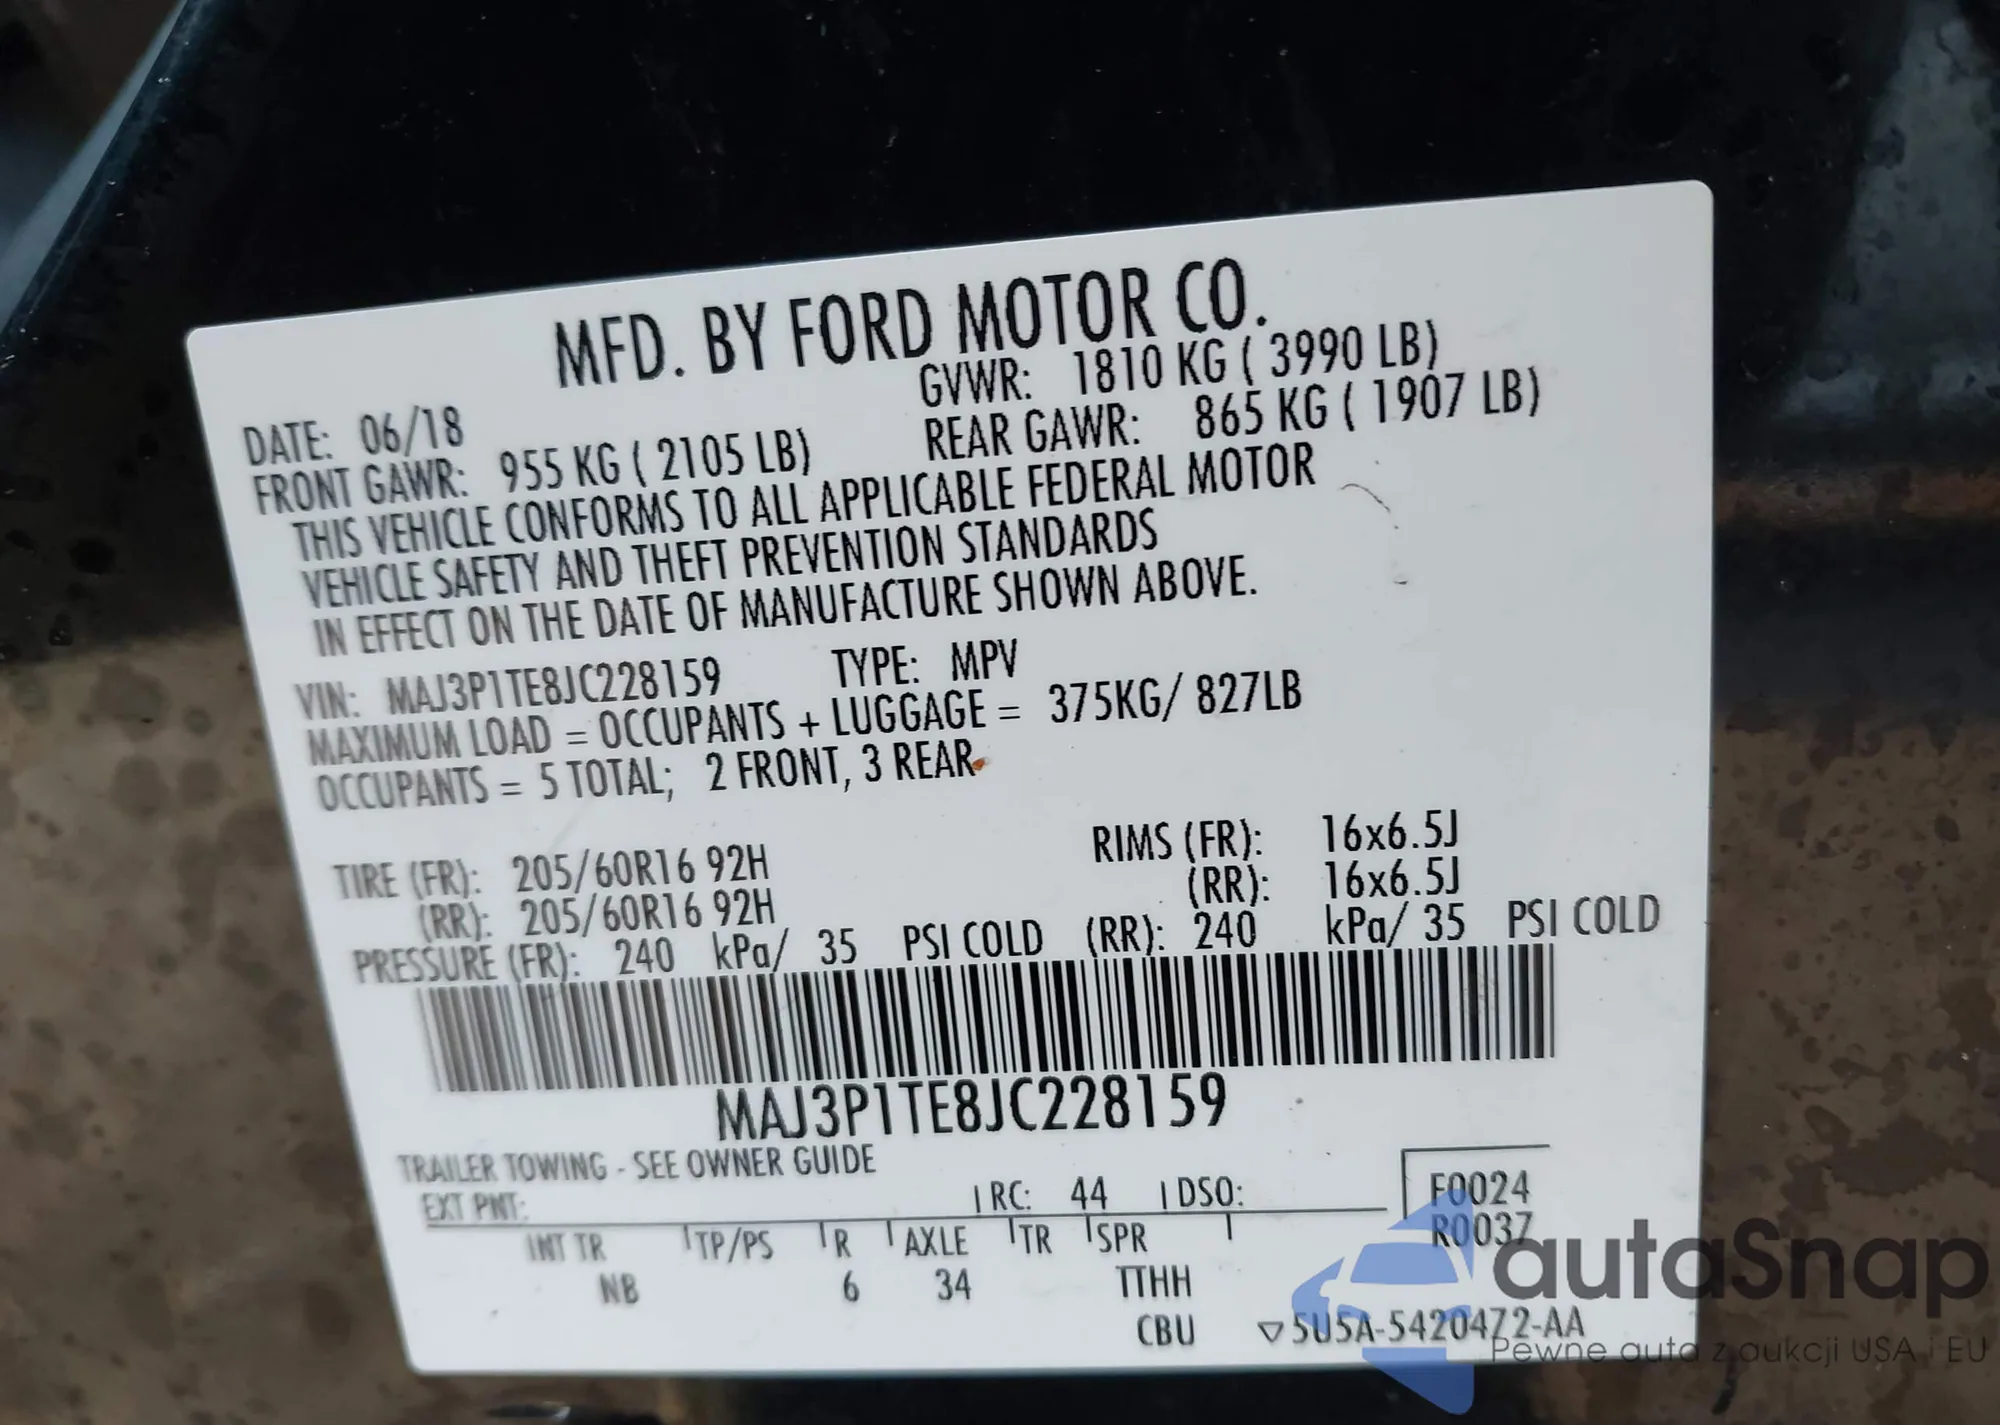 MFD. BY FORD MOTOR CO.
DATE: 06/18 GVWR: 1810 KG ( 3990 LB)
FRONT GAWR: 955 KG ( 2105 LB) REAR GAWR: 865 KG ( 1907 LB)
THIS VEHICLE CONFORMS TO ALL APPLICABLE FEDERAL MOTOR
VEHICLE SAFETY AND THEFT PREVENTION STANDARDS
IN EFFECT ON THE DATE OF MANUFACTURE SHOWN ABOVE.
VIN: MAJ3P1TE8JC228159 TYPE: MPV
MAXIMUM LOAD = OCCUPANTS + LUGGAGE = 375KG/ 827LB
OCCUPANTS = 5 TOTAL; 2 FRONT, 3 REAR
TIRE (FR): 205/60R16 92H RIMS (FR): 16x6.5J
(RR): 205/60R16 92H (RR): 16x6.5J
PRESSURE (FR): 240 kPa/ 35 PSI COLD (RR): 240 kPa/ 35 PSI COLD
MAJ3P1TE8JC228159
TRAILER TOWING - SEE OWNER GUIDE
EXT PNT: RC: 44 DSO: F0024
R0037
INT TR TP/PS R AXLE TR SPR
NB 6 34 TTHH
CBU ▽5U5A-5420472-AA
autaSnap
Pewne auta z aukcji USA i EU